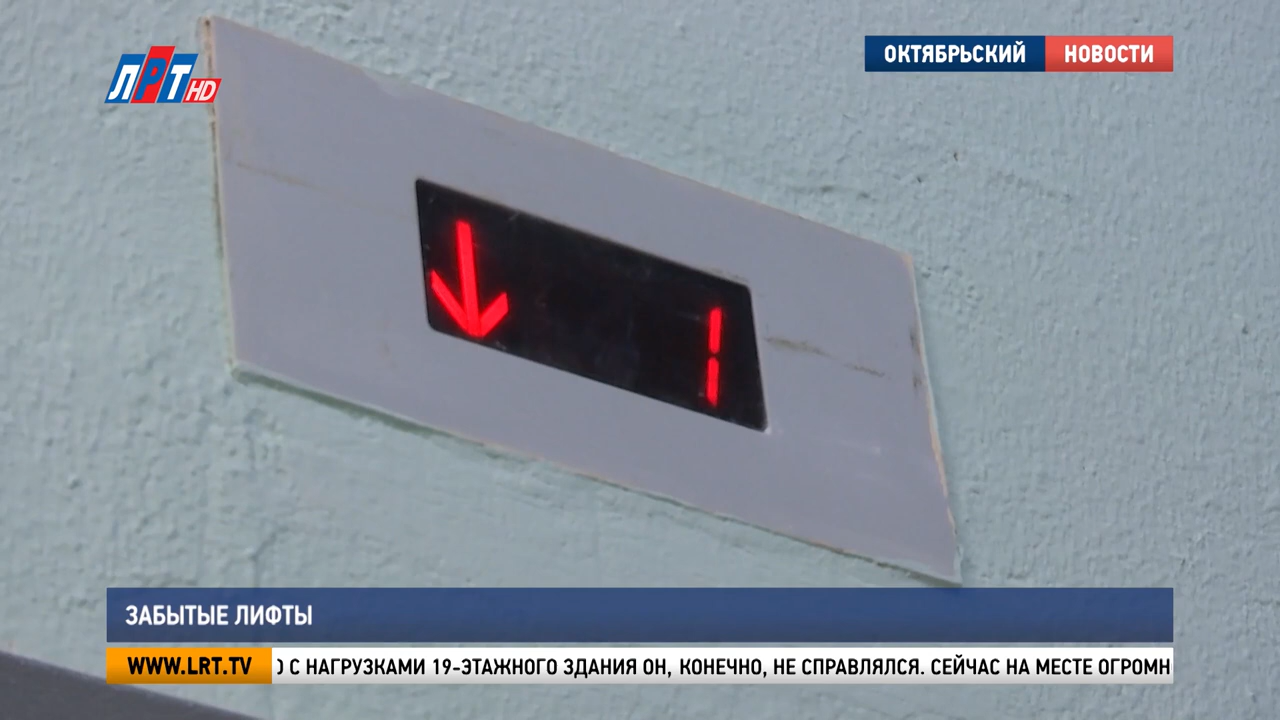 ЛРТ HD
ОКТЯБРЬСКИЙ НОВОСТИ
1
ЗАБЫТЫЕ ЛИФТЫ
WWW.LRT.TV С НАГРУЗКАМИ 19-ЭТАЖНОГО ЗДАНИЯ ОН, КОНЕЧНО, НЕ СПРАВЛЯЛСЯ. СЕЙЧАС НА МЕСТЕ ОГРОМН